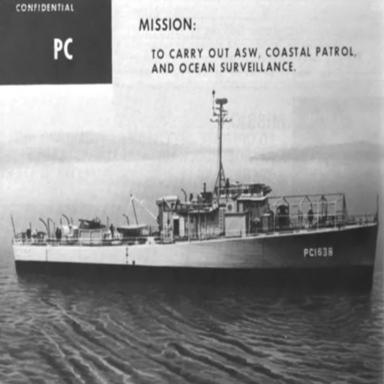 CONFIDENTIAL
PC
MISSION:
TO CARRY OUT ASW, COASTAL PATROL,
AND OCEAN SURVEILLANCE.
PC1638